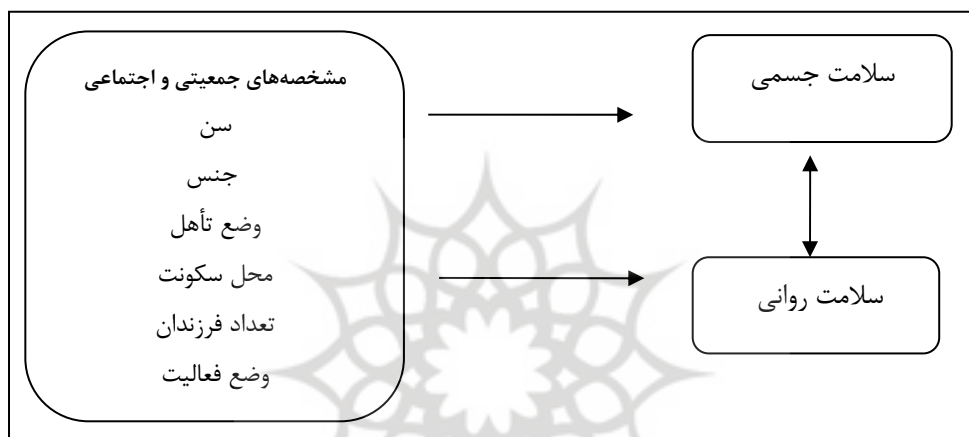 مشخصه‌های جمعیتی و اجتماعی
سن
جنس
وضع تأهل
محل سکونت
تعداد فرزندان
وضع فعالیت
سلامت جسمی
سلامت روانی